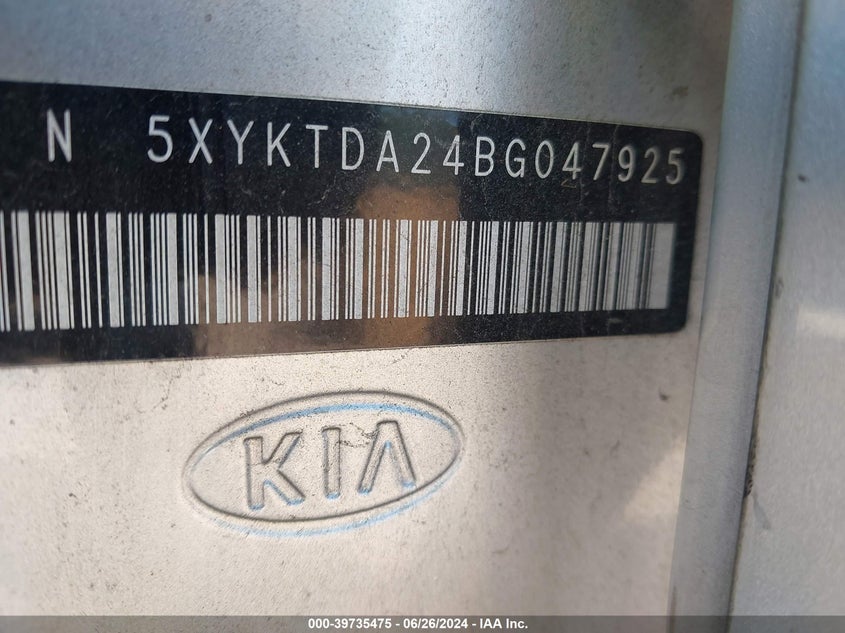 N 5XYKTDA24BG047925
KIA
000-39735475 - 06/26/2024 - IAA Inc.